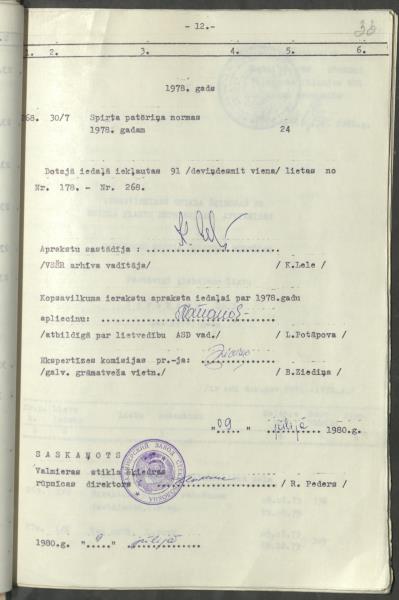 - 12.-
33
1. 2. 3. 4. 5. 6.
1978. gads
268. 30/7 Spirta patēriņa normas
1978. gadam 24
Dotajā iedaļā iekļautas 91 /deviņdesmit viena/ lietas no
Nr. 178. - Nr. 268.
Aprakstu sastādīja :
/VSŠR arhīva vadītāja/ / K.Lele /
Kopsavilkuma ierakstu apraksta iedaļai par 1978.gadu
apliecinu:
/atbildīgā par lietvedību ASD vad./ / L.Potāpova /
Ekspertīzes komisijas pr.-ja:
/galv. grāmatveža vietn./ / B.Ziediņa /
"09 " jūlijā 1980.g.
SASKAŅOTS
Valmieras stikla šķiedras
rūpnīcas direktors / R. Peders /
1980.g. "9" jūlijā